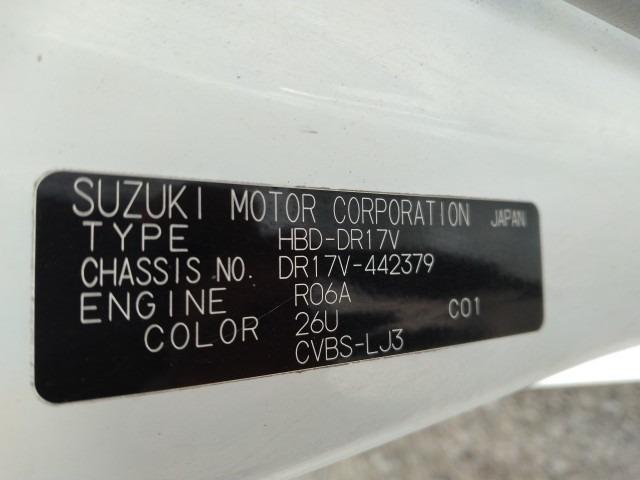 SUZUKI MOTOR CORPORATION JAPAN
TYPE HBD-DR17V
CHASSIS NO. DR17V-442379
ENGINE R06A C01
COLOR 26U
CVBS-LJ3